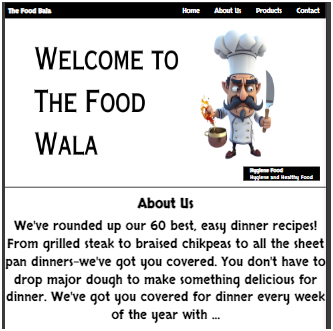 The Food Bala
Home About Us Products Contact
WELCOME TO
THE FOOD
WALA
Hygiene Food
Hygiene and Healthy Food
About Us
We've rounded up our 60 best, easy dinner recipes!
From grilled steak to braised chikpeas to all the sheet
pan dinners-we've got you covered. You don't have to
drop major dough to make something delicious for
dinner. We've got you covered for dinner every week
of the year with ...